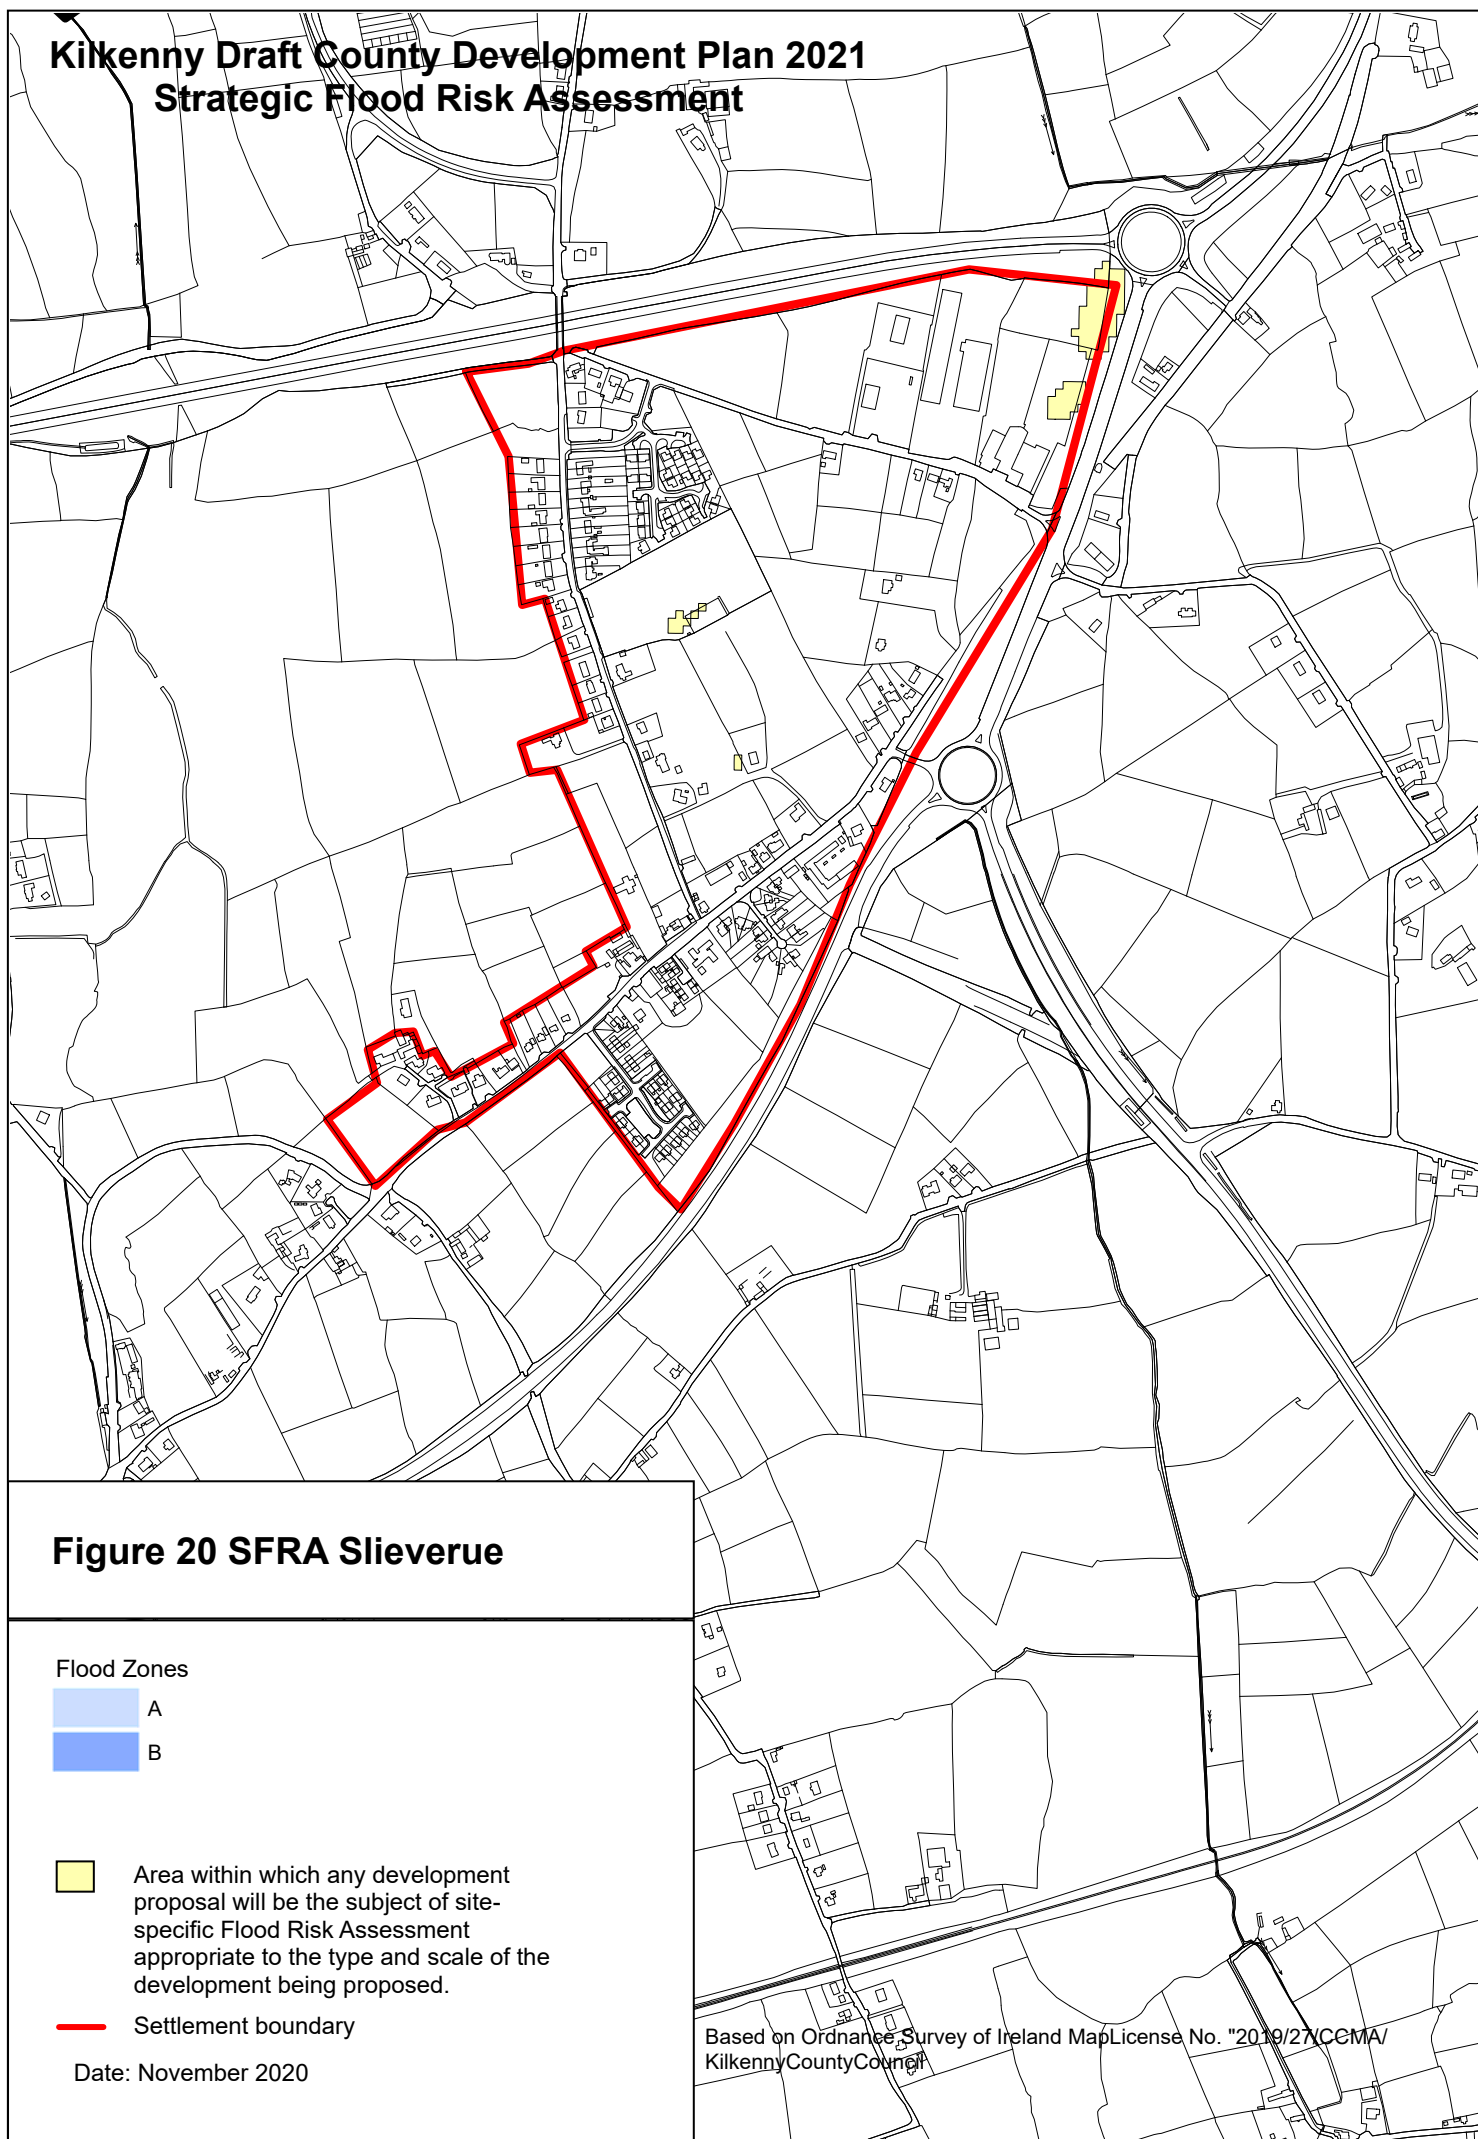 Kilkenny Draft County Development Plan 2021
Strategic Flood Risk Assessment
Figure 20 SFRA Slieverue
Flood Zones
A
B
Area within which any development
proposal will be the subject of site-
specific Flood Risk Assessment
appropriate to the type and scale of the
development being proposed.
Settlement boundary
Date: November 2020
Based on Ordnance Survey of Ireland MapLicense No. "2019/27/CCMA/
KilkennyCountyCouncil"